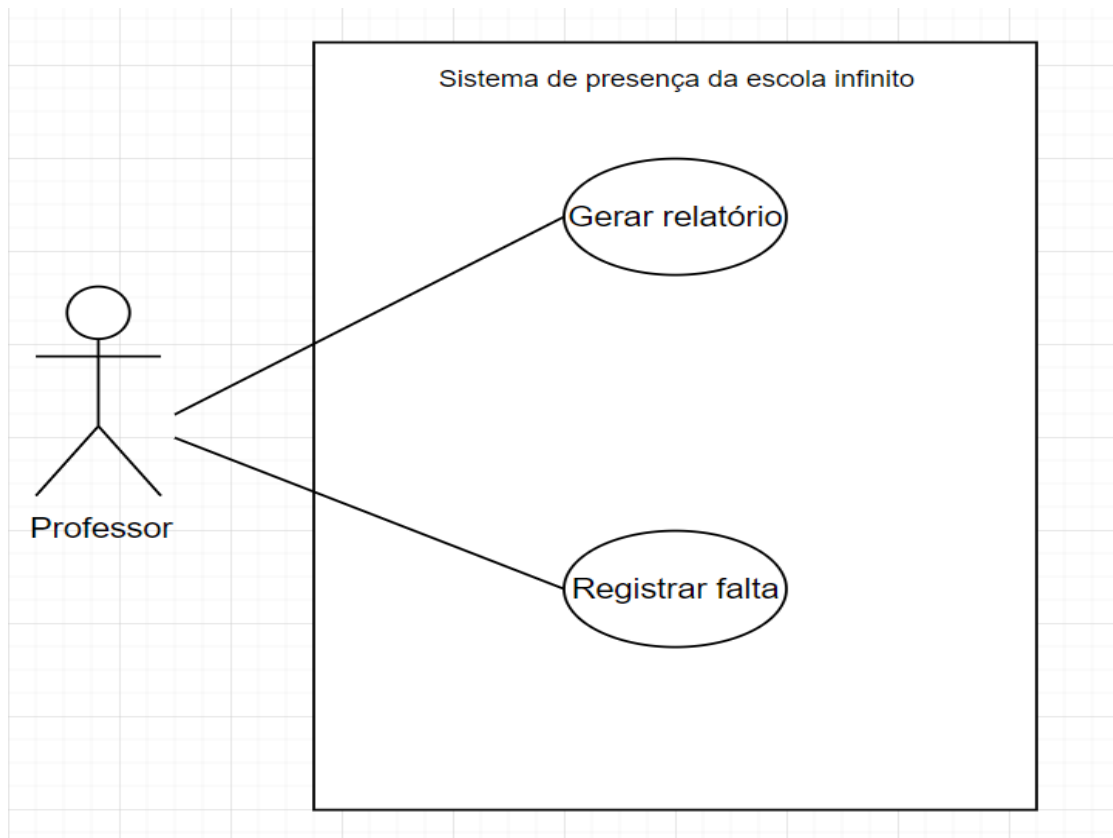 Sistema de presença da escola infinito
Gerar relatório
Professor
Registrar falta